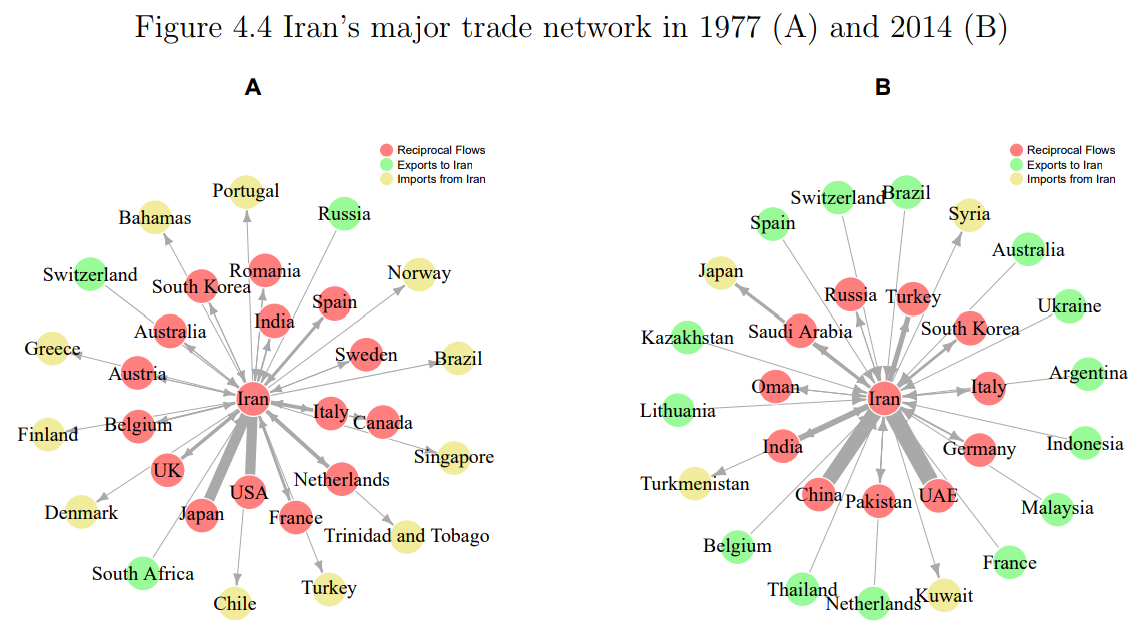 Figure 4.4 Iran's major trade network in 1977 (A) and 2014 (B)
A
Reciprocal Flows
Exports to Iran
Imports from Iran
Portugal
Bahamas
Russia
Switzerland
South Korea
Romania
Norway
Spain
India
Australia
Greece
Sweden
Brazil
Austria
Iran
Italy
Canada
Belgium
Finland
Singapore
UK
Netherlands
USA
Denmark
Japan
France
Trinidad and Tobago
South Africa
Turkey
Chile
B
Reciprocal Flows
Exports to Iran
Imports from Iran
Switzerland
Brazil
Spain
Syria
Australia
Japan
Russia
Turkey
Ukraine
Kazakhstan
Saudi Arabia
South Korea
Argentina
Oman
Italy
Iran
Lithuania
Indonesia
India
Germany
Turkmenistan
China
Pakistan
UAE
Malaysia
Belgium
France
Thailand
Netherlands
Kuwait